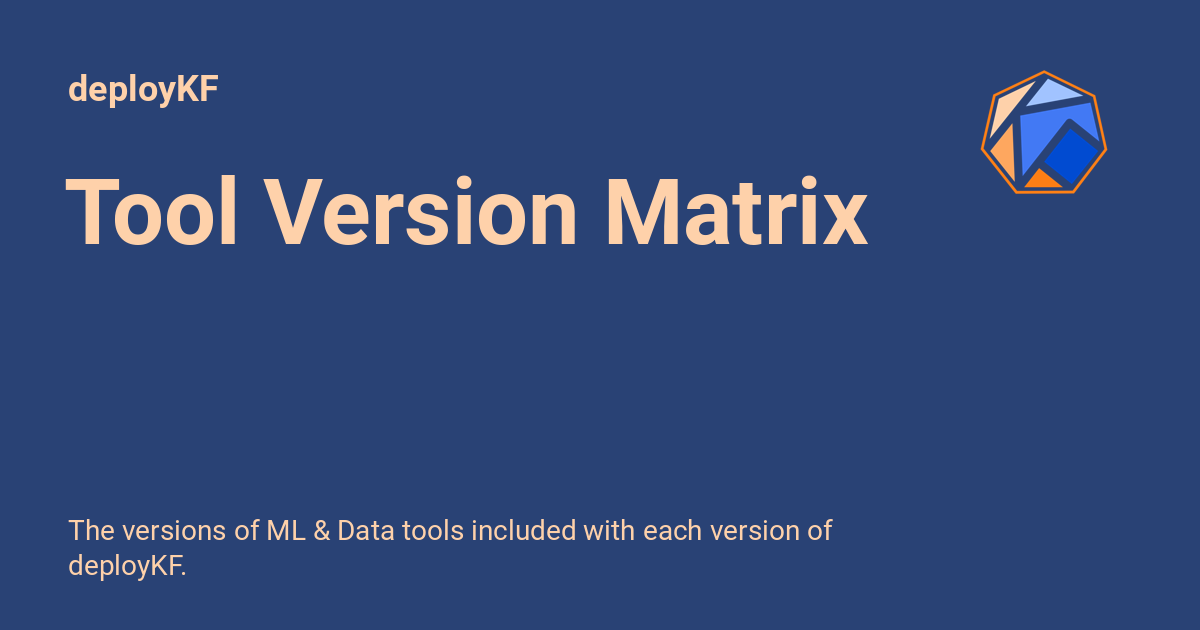 deployKF
Tool Version Matrix
The versions of ML & Data tools included with each version of
deployKF.